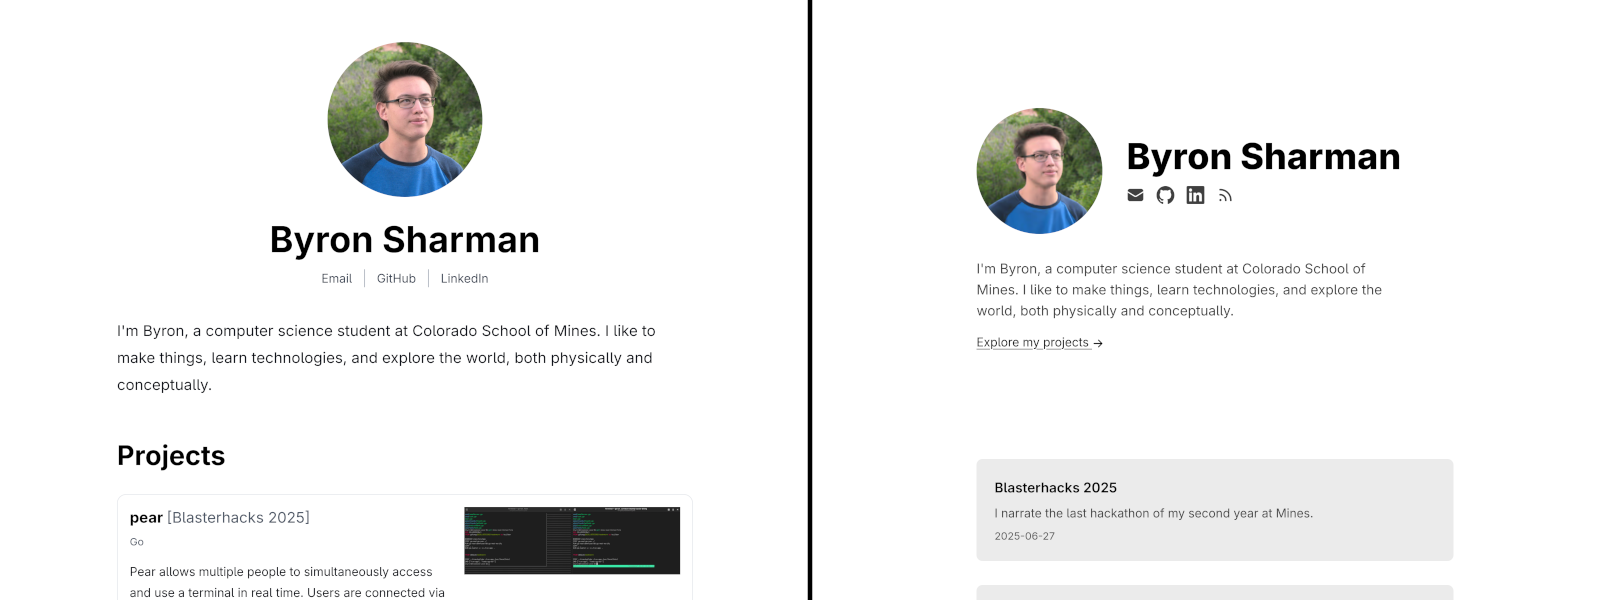 Byron Sharman
Email
GitHub
LinkedIn
I'm Byron, a computer science student at Colorado School of Mines. I like to
make things, learn technologies, and explore the world, both physically and
conceptually.
Projects
pear [Blasterhacks 2025]
Go
Pear allows multiple people to simultaneously access
and use a terminal in real time. Users are connected via
Byron Sharman
I'm Byron, a computer science student at Colorado School of
Mines. I like to make things, learn technologies, and explore the
world, both physically and conceptually.
Explore my projects →
Blasterhacks 2025
I narrate the last hackathon of my second year at Mines.
2025-06-27